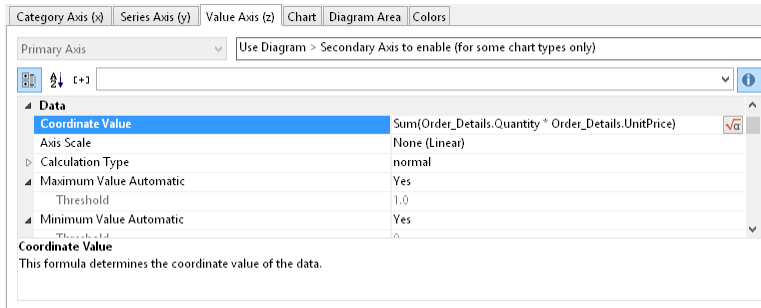 Category Axis (x) Series Axis (y) Value Axis (z) Chart Diagram Area Colors
Primary Axis Use Diagram > Secondary Axis to enable (for some chart types only)
Data
Coordinate Value Sum(Order_Details.Quantity * Order_Details.UnitPrice) √α
Axis Scale None (Linear)
Calculation Type normal
Maximum Value Automatic Yes
Threshold 1.0
Minimum Value Automatic Yes
Threshold 0
Coordinate Value
This formula determines the coordinate value of the data.